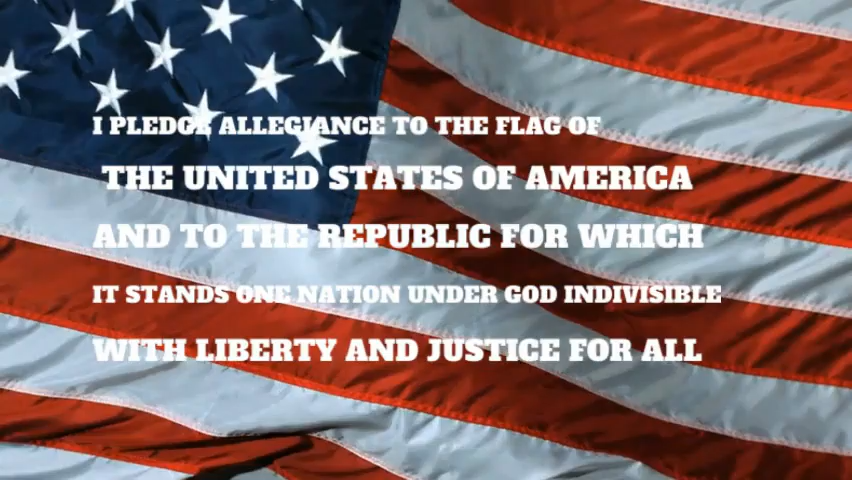 I PLEDGE ALLEGIANCE TO THE FLAG OF
THE UNITED STATES OF AMERICA
AND TO THE REPUBLIC FOR WHICH
IT STANDS ONE NATION UNDER GOD INDIVISIBLE
WITH LIBERTY AND JUSTICE FOR ALL